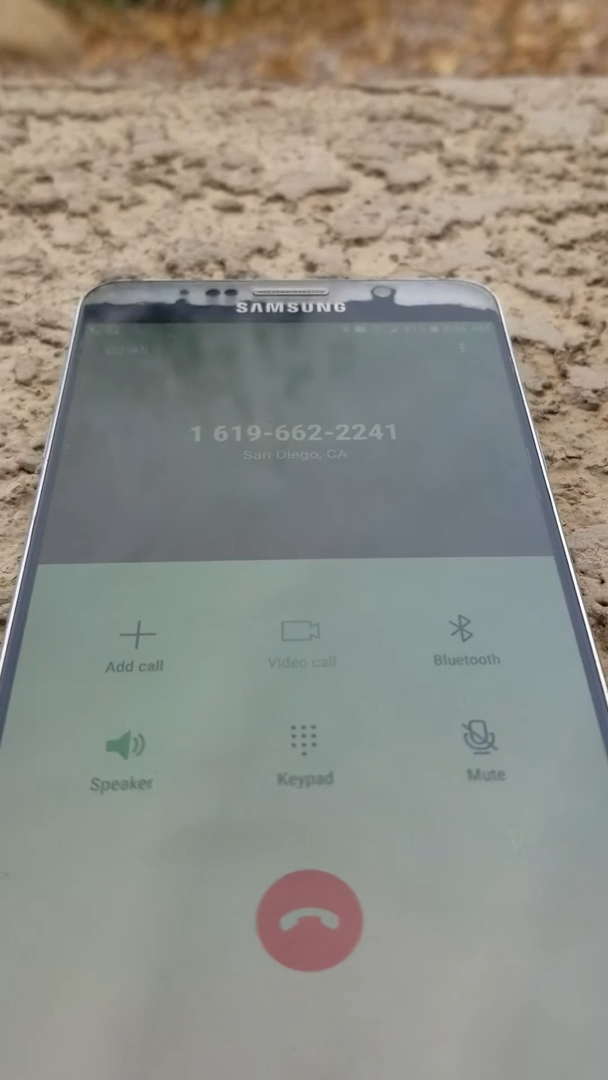 SAMSUNG
1 619-662-2241
San Diego, CA
Add call
Video call
Bluetooth
Speaker
Keypad
Mute